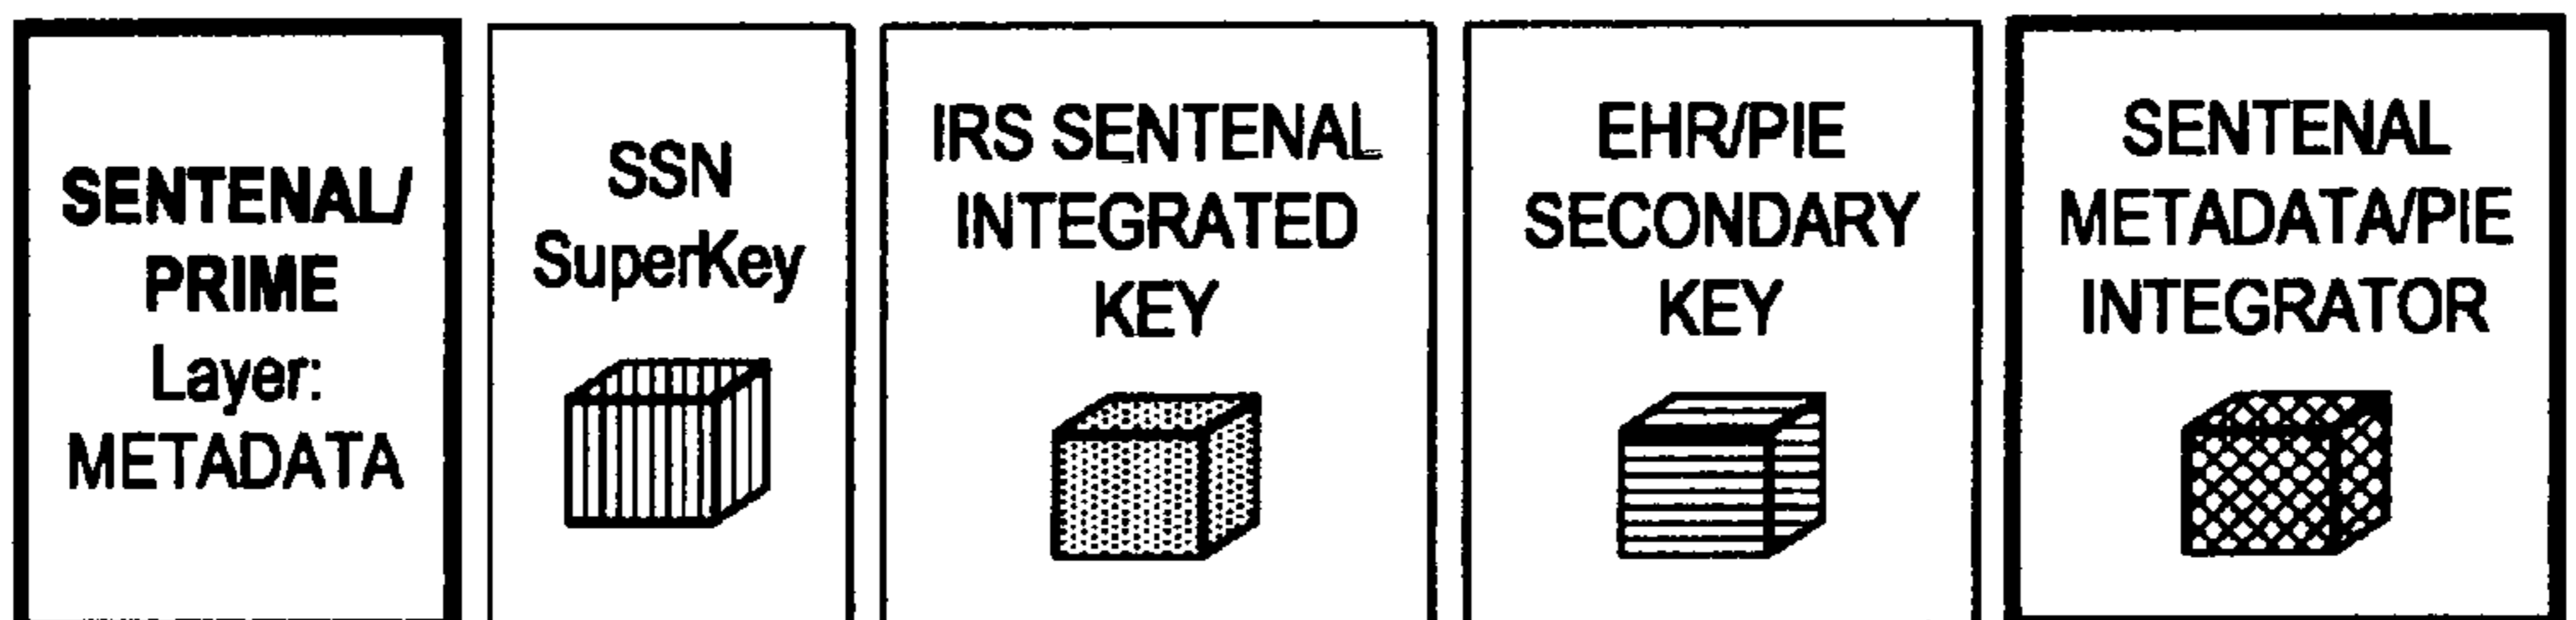 SENTENAL/
PRIME
Layer:
METADATA
SSN
SuperKey
IRS SENTENAL
INTEGRATED
KEY
EHR/PIE
SECONDARY
KEY
SENTENAL
METADATA/PIE
INTEGRATOR